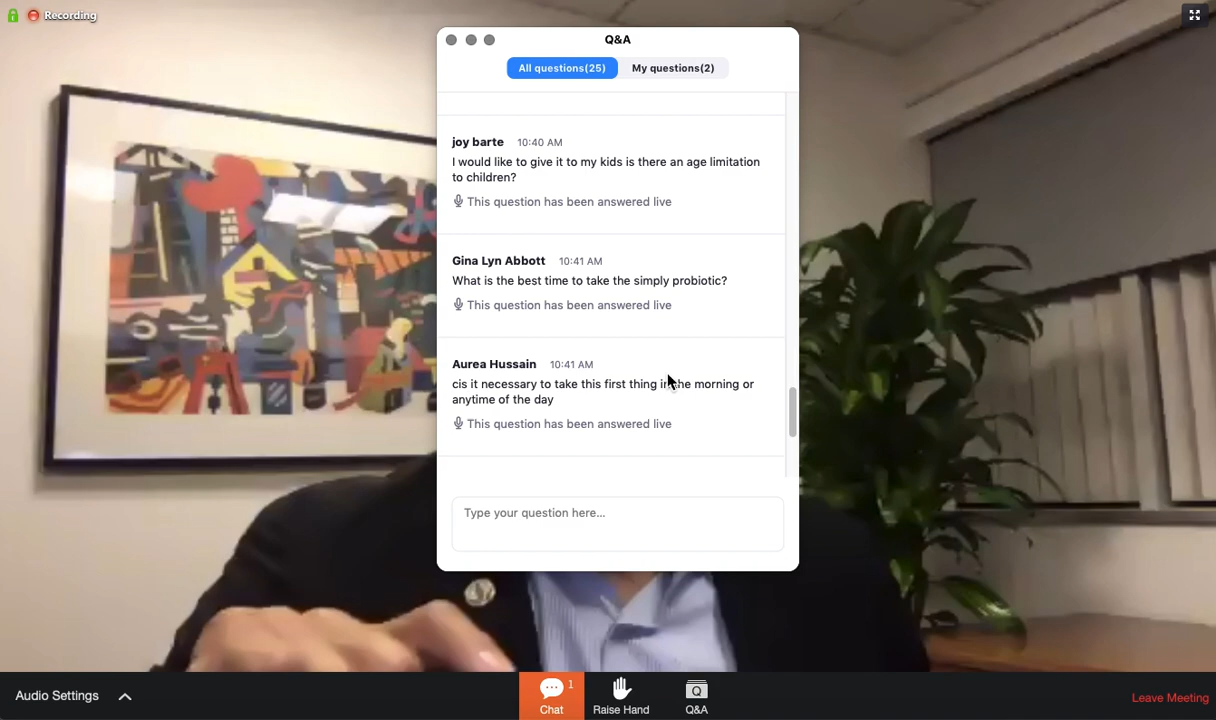 Recording
Q&A
All questions(25) My questions(2)
joy barte 10:40 AM
I would like to give it to my kids is there an age limitation
to children?
This question has been answered live
Gina Lyn Abbott 10:41 AM
What is the best time to take the simply probiotic?
This question has been answered live
Aurea Hussain 10:41 AM
cis it necessary to take this first thing in the morning or
anytime of the day
This question has been answered live
Type your question here...
Audio Settings
1
Chat
Raise Hand
Q
Q&A
Leave Meeting